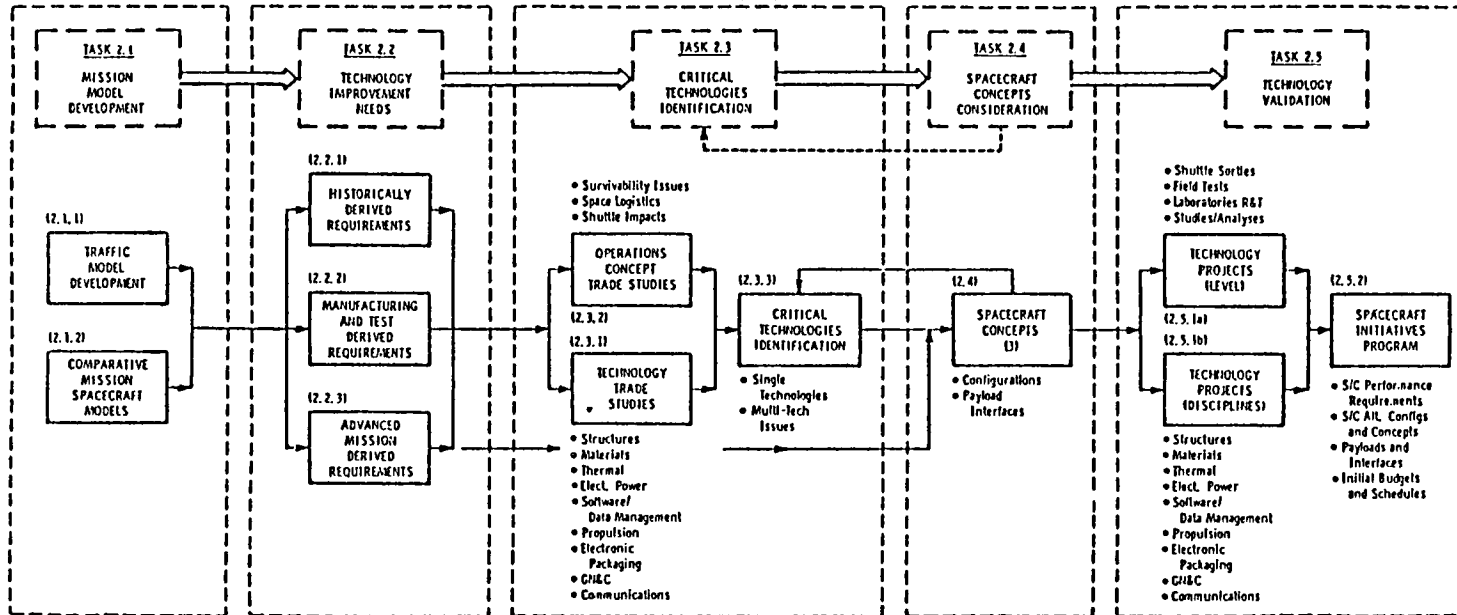 TASK 2.1
MISSION
MODEL
DEVELOPMENT
TASK 2.2
TECHNOLOGY
IMPROVEMENT
NEEDS
TASK 2.3
CRITICAL
TECHNOLOGIES
IDENTIFICATION
TASK 2.4
SPACECRAFT
CONCEPTS
CONSIDERATION
TASK 2.5
TECHNOLOGY
VALIDATION
(2.1.1)
TRAFFIC
MODEL
DEVELOPMENT
(2.1.2)
COMPARATIVE
MISSION
SPACECRAFT
MODELS
(2.2.1)
HISTORICALLY
DERIVED
REQUIREMENTS
(2.2.2)
MANUFACTURING
AND TEST
DERIVED
REQUIREMENTS
(2.2.3)
ADVANCED
MISSION
DERIVED
REQUIREMENTS
• Survivability Issues
• Space Logistics
• Shuttle Impacts
OPERATIONS
CONCEPT
TRADE STUDIES
(2.3.2)
(2.3.1)
TECHNOLOGY
TRADE
STUDIES
• Structures
• Materials
• Thermal
• Elect. Power
• Software/
Data Management
• Propulsion
• Electronic
Packaging
• GN&C
• Communications
(2.3.3)
CRITICAL
TECHNOLOGIES
IDENTIFICATION
• Single
Technologies
• Multi-Tech
Issues
(2.4)
SPACECRAFT
CONCEPTS
(3)
• Configurations
• Payload
Interfaces
• Shuttle Sorties
• Field Tests
• Laboratories R&T
• Studies/Analyses
TECHNOLOGY
PROJECTS
(LEVEL)
(2.5.1a)
(2.5.1b)
TECHNOLOGY
PROJECTS
(DISCIPLINES)
• Structures
• Materials
• Thermal
• Elect. Power
• Software/
Data Management
• Propulsion
• Electronic
Packaging
• GN&C
• Communications
(2.5.2)
SPACECRAFT
INITIATIVES
PROGRAM
• S/C Performance
Requirements
• S/C Alt. Configs
and Concepts
• Payloads and
Interfaces
• Initial Budgets
and Schedules